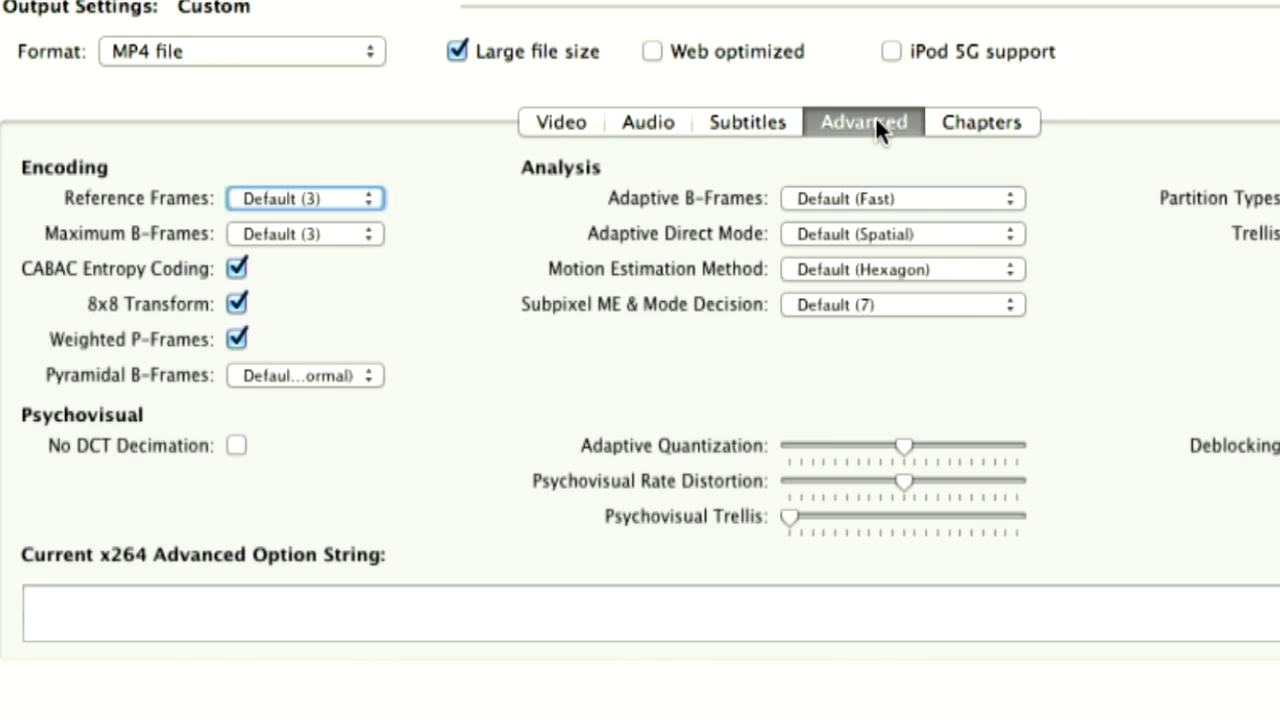 Output Settings: Custom
Format: MP4 file Large file size Web optimized iPod 5G support
Video Audio Subtitles Advanced Chapters
Encoding Analysis
Reference Frames: Default (3) Adaptive B-Frames: Default (Fast) Partition Types
Maximum B-Frames: Default (3) Adaptive Direct Mode: Default (Spatial) Trellis
CABAC Entropy Coding: Motion Estimation Method: Default (Hexagon)
8x8 Transform: Subpixel ME & Mode Decision: Default (7)
Weighted P-Frames:
Pyramidal B-Frames: Defaul...ormal)
Psychovisual
No DCT Decimation: Adaptive Quantization: Deblocking
Psychovisual Rate Distortion:
Psychovisual Trellis:
Current x264 Advanced Option String: